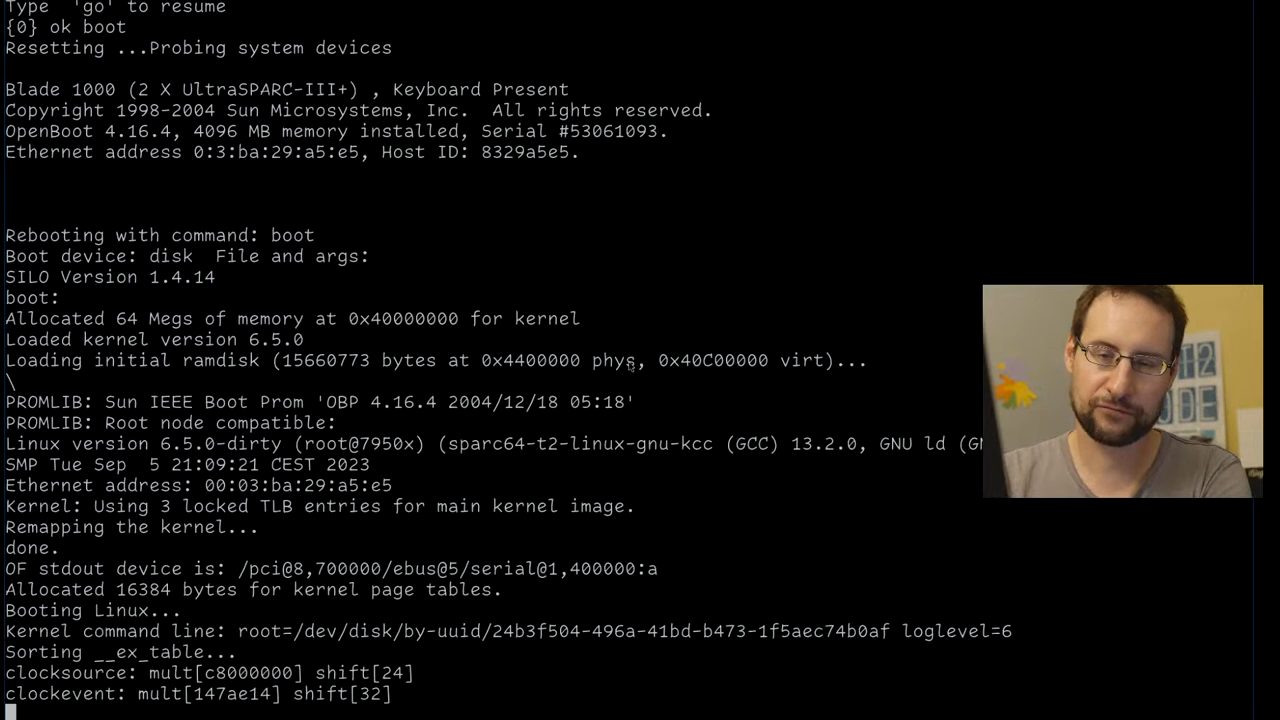 Type  'go' to resume
{0} ok boot
Resetting ...Probing system devices
Blade 1000 (2 X UltraSPARC-III+) , Keyboard Present
Copyright 1998-2004 Sun Microsystems, Inc.  All rights reserved.
OpenBoot 4.16.4, 4096 MB memory installed, Serial #53061093.
Ethernet address 0:3:ba:29:a5:e5, Host ID: 8329a5e5.
Rebooting with command: boot
Boot device: disk  File and args:
SILO Version 1.4.14
boot:
Allocated 64 Megs of memory at 0x40000000 for kernel
Loaded kernel version 6.5.0
Loading initial ramdisk (15660773 bytes at 0x4400000 phys, 0x40C00000 virt)...
\
PROMLIB: Sun IEEE Boot Prom 'OBP 4.16.4 2004/12/18 05:18'
PROMLIB: Root node compatible:
Linux version 6.5.0-dirty (root@7950x) (sparc64-t2-linux-gnu-kcc (GCC) 13.2.0, GNU ld
SMP Tue Sep  5 21:09:21 CEST 2023
Ethernet address: 00:03:ba:29:a5:e5
Kernel: Using 3 locked TLB entries for main kernel image.
Remapping the kernel...
done.
OF stdout device is: /pci@8,700000/ebus@5/serial@1,400000:a
Allocated 16384 bytes for kernel page tables.
Booting Linux...
Kernel command line: root=/dev/disk/by-uuid/24b3f504-496a-41bd-b473-1f5aec74b0af loglevel=6
Sorting __ex_table...
clocksource: mult[c8000000] shift[24]
clockevent: mult[147ae14] shift[32]